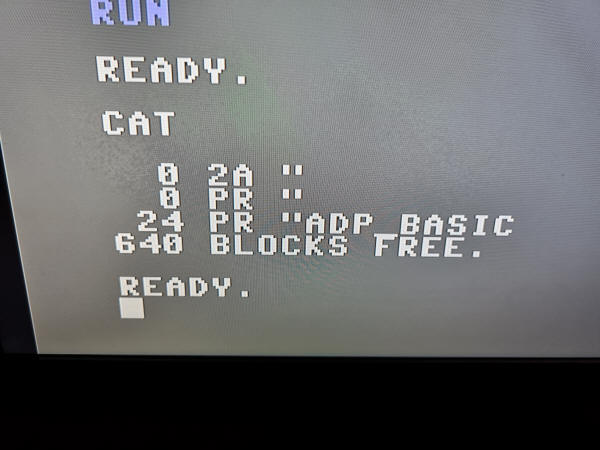 RUN
READY.
CAT
0 2A "
0 PR "
24 PR "ADP BASIC
640 BLOCKS FREE.
READY.